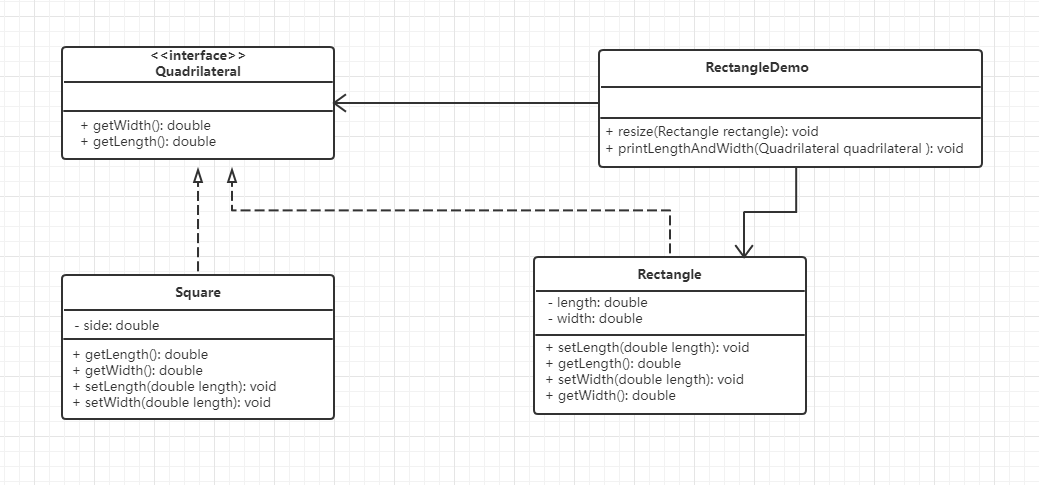 <<interface>>
Quadrilateral
+ getWidth(): double
+ getLength(): double
RectangleDemo
+ resize(Rectangle rectangle): void
+ printLengthAndWidth(Quadrilateral quadrilateral ): void
Square
- side: double
+ getLength(): double
+ getWidth(): double
+ setLength(double length): void
+ setWidth(double length): void
Rectangle
- length: double
- width: double
+ setLength(double length): void
+ getLength(): double
+ setWidth(double length): void
+ getWidth(): double